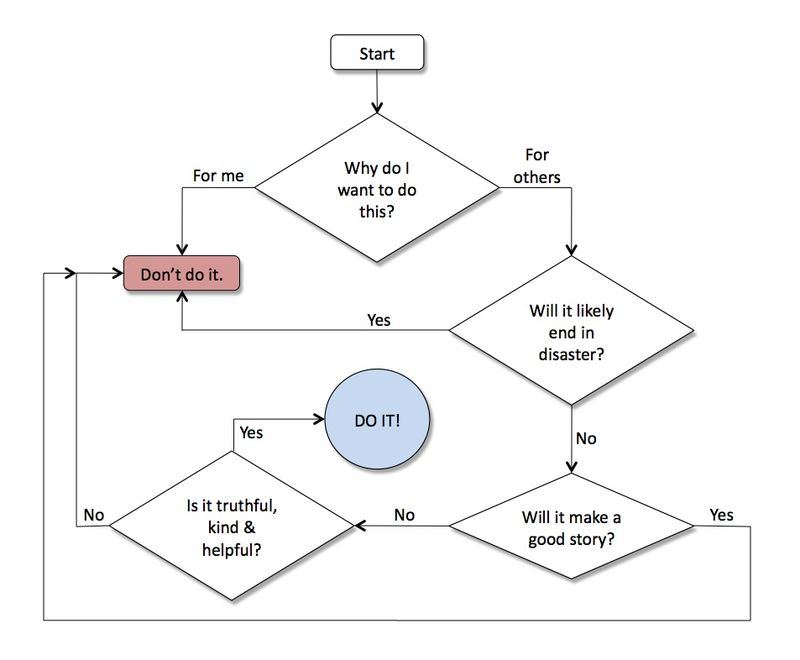 Start
Why do I
want to do
this?
For me
For
others
Don't do it.
Will it likely
end in
disaster?
Yes
DO IT!
Yes
No
Is it truthful,
kind &
helpful?
No
No
Will it make a
good story?
Yes